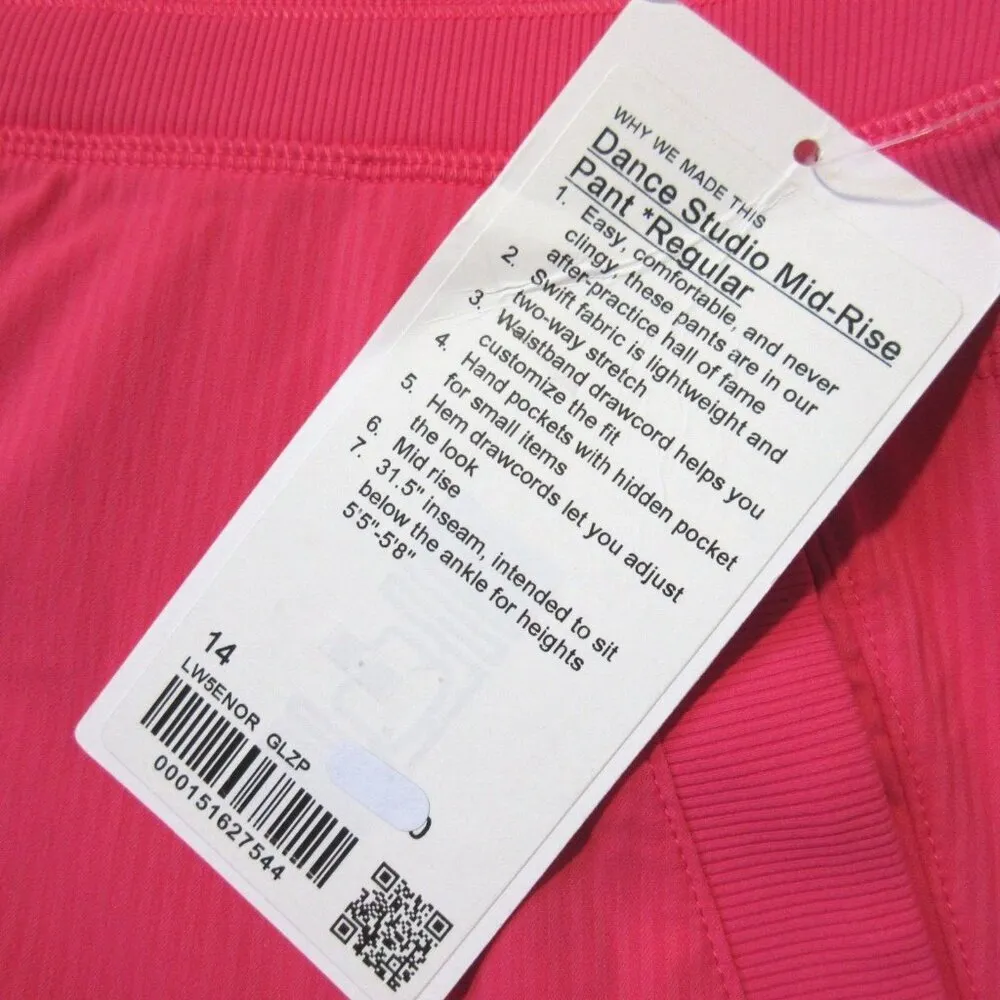 WHY WE MADE THIS
Dance Studio Mid-Rise
Pant *Regular
1. Easy, comfortable, and never
clingy, these pants are in our
after-practice hall of fame
2. Swift fabric is lightweight and
two-way stretch
3. Waistband drawcord helps you
customize the fit
4. Hand pockets with hidden pocket
for small items
5. Hem drawcords let you adjust
the look
6. Mid rise
7. 31.5" inseam, intended to sit
below the ankle for heights
5'5"-5'8"
14
LW5ENOR GLZP
000151627544